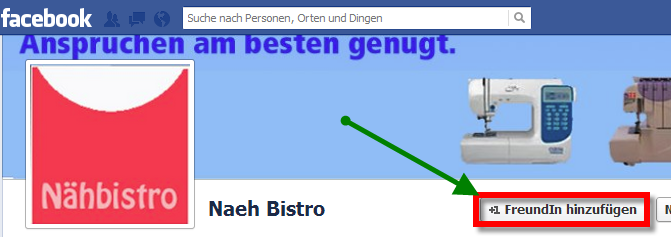 facebook
Suche nach Personen, Orten und Dingen
Ansprüchen am besten genügt.
Nähbistro
Naeh Bistro
+1 FreundIn hinzufügen
N